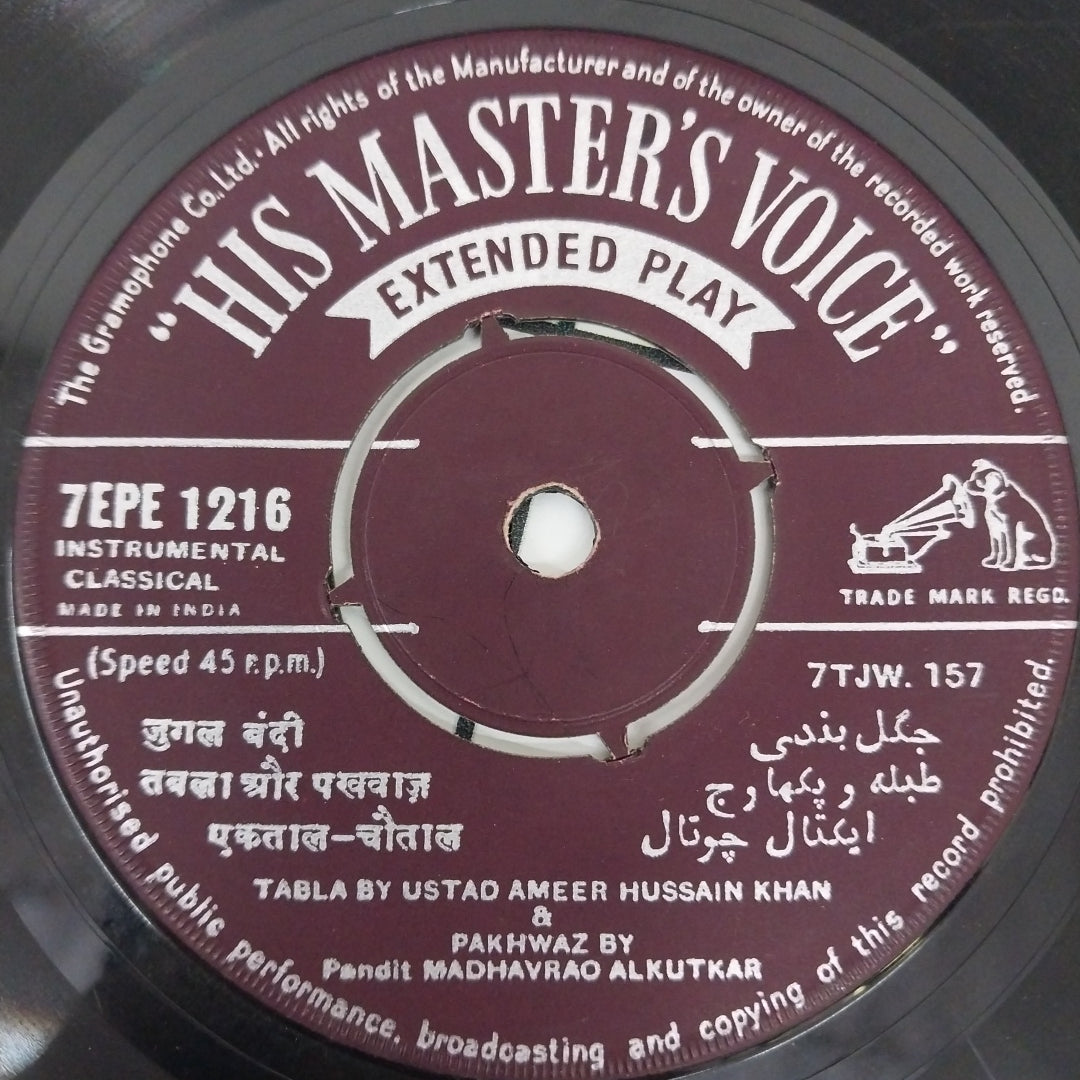 The Gramophone Co. Ltd. All rights of the Manufacturer and of the owner of the recorded work reserved.
"HIS MASTER'S VOICE"
EXTENDED PLAY
7EPE 1216
INSTRUMENTAL
CLASSICAL
MADE IN INDIA
TRADE MARK REGD.
(Speed 45 r.p.m.)
7TJW. 157
जुगल बंदी
तबला और पखवाज़
एकताल-चौताल
جگل بندی
طبلہ و پکھاوج
ایکتال چوتال
TABLA BY USTAD AMEER HUSSAIN KHAN
&
PAKHWAZ BY
Pandit MADHAVRAO ALKUTKAR
Unauthorised public performance, broadcasting and copying of this record prohibited.